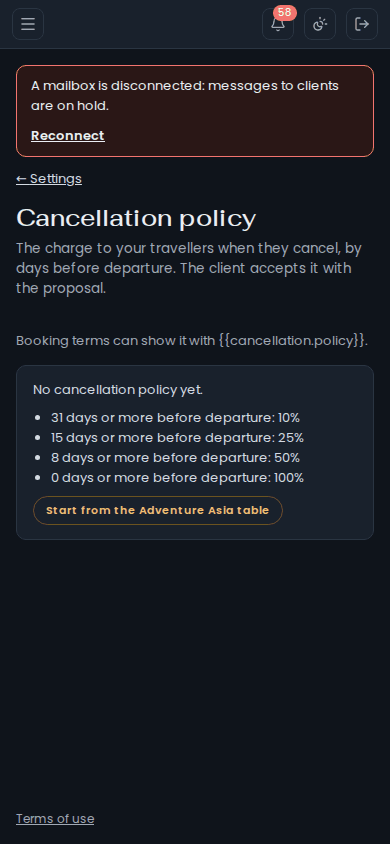 58
A mailbox is disconnected: messages to clients
are on hold.
Reconnect
← Settings
Cancellation policy
The charge to your travellers when they cancel, by
days before departure. The client accepts it with
the proposal.
Booking terms can show it with {{cancellation.policy}}.
No cancellation policy yet.
• 31 days or more before departure: 10%
• 15 days or more before departure: 25%
• 8 days or more before departure: 50%
• 0 days or more before departure: 100%
Start from the Adventure Asia table
Terms of use